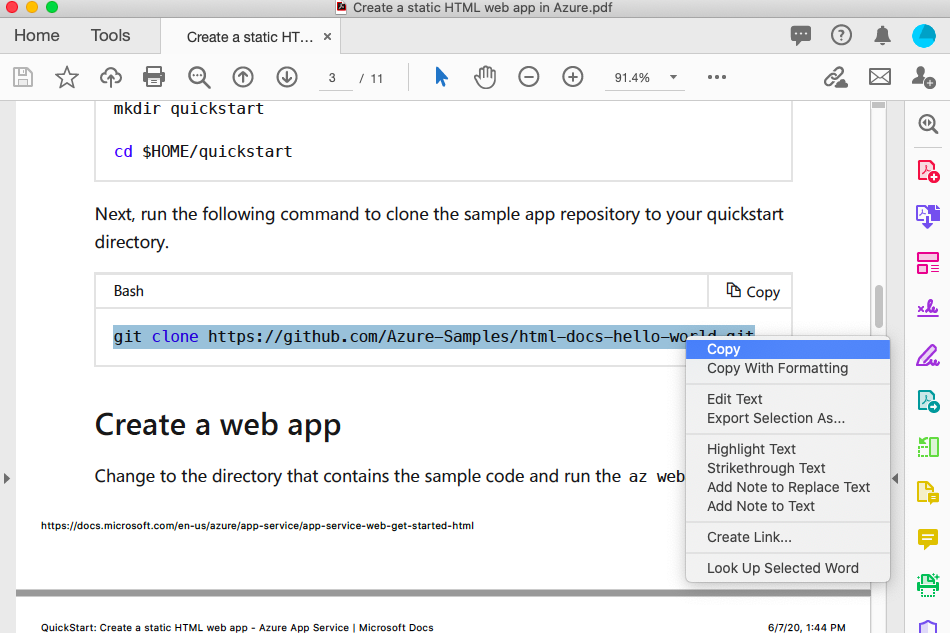 Create a static HTML web app in Azure.pdf
Home
Tools
Create a static HT...
3 / 11
91.4%
mkdir quickstart
cd $HOME/quickstart
Next, run the following command to clone the sample app repository to your quickstart
directory.
Bash
Copy
git clone https://github.com/Azure-Samples/html-docs-hello-world.git
Copy
Copy With Formatting
Edit Text
Export Selection As...
Highlight Text
Strikethrough Text
Add Note to Replace Text
Add Note to Text
Create Link...
Look Up Selected Word
Create a web app
Change to the directory that contains the sample code and run the az web
https://docs.microsoft.com/en-us/azure/app-service/app-service-web-get-started-html
QuickStart: Create a static HTML web app - Azure App Service | Microsoft Docs
6/7/20, 1:44 PM